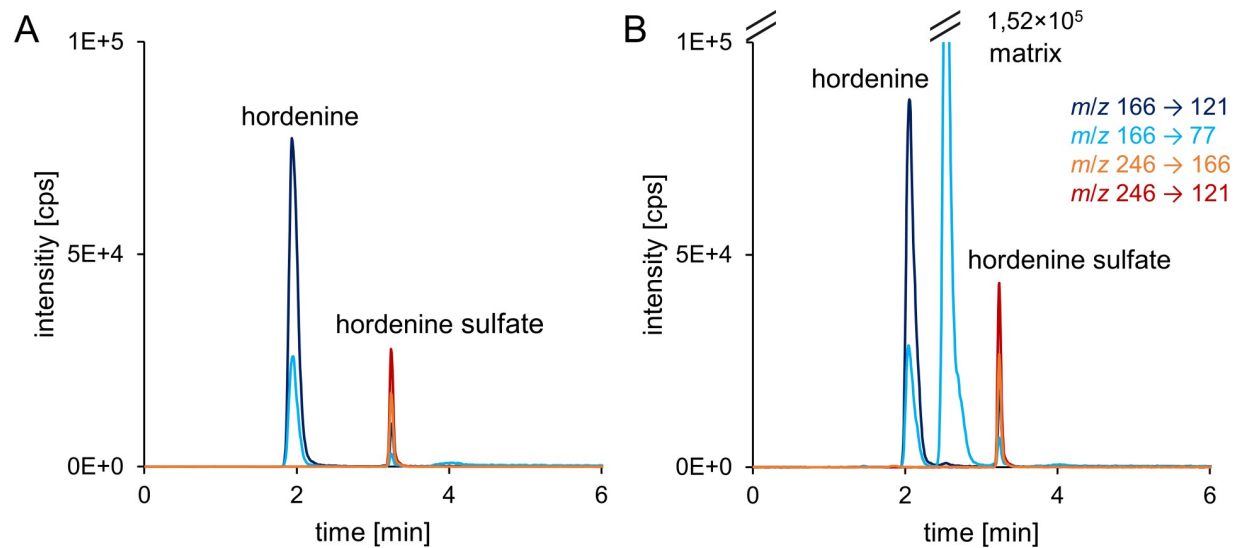 A
1E+5
hordenine
intensitiy [cps]
5E+4
hordenine sulfate
0E+0
0
2
4
6
time [min]
B
1,52×10⁵
matrix
1E+5
hordenine
m/z 166 → 121
m/z 166 → 77
m/z 246 → 166
m/z 246 → 121
intensity [cps]
5E+4
hordenine sulfate
0E+0
0
2
4
6
time [min]